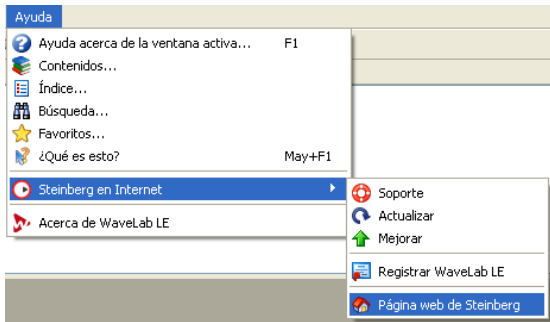 Ayuda
Ayuda acerca de la ventana activa... F1
Contenidos...
Índice...
Búsqueda...
Favoritos...
¿Qué es esto? May+F1
Steinberg en Internet
Acerca de WaveLab LE
Soporte
Actualizar
Mejorar
Registrar WaveLab LE
Página web de Steinberg